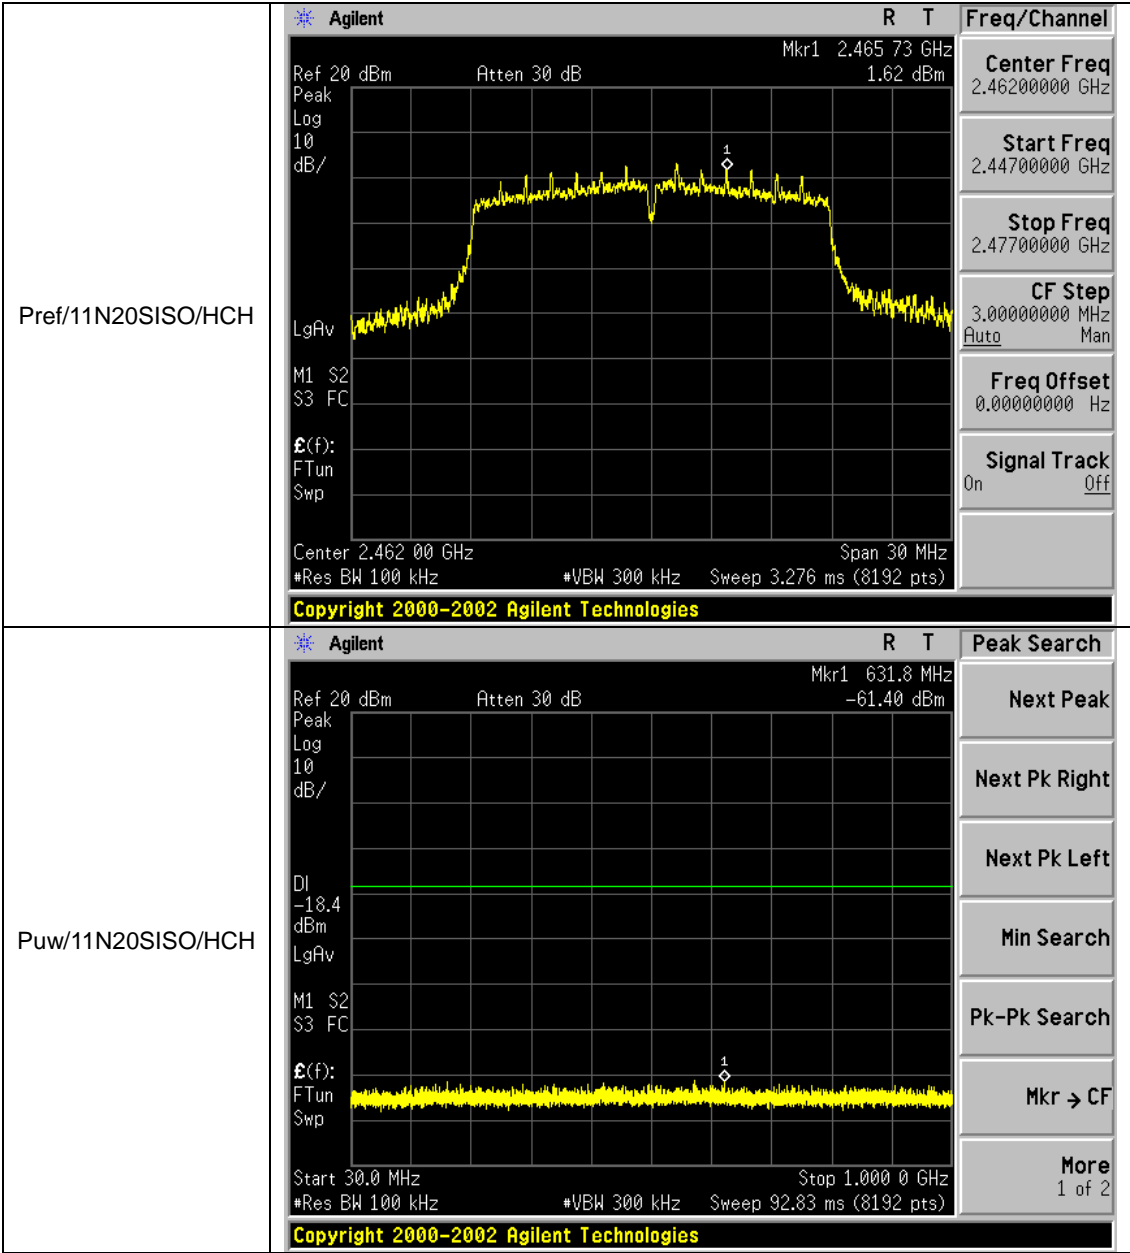 Pref/11N20SISO/HCH
Agilent R T
Mkr1 2.465 73 GHz
Ref 20 dBm Atten 30 dB 1.62 dBm
Peak
Log
10
dB/
1
LgAv
M1 S2
S3 FC
£(f):
FTun
Swp
Center 2.462 00 GHz Span 30 MHz
#Res BW 100 kHz #VBW 300 kHz Sweep 3.276 ms (8192 pts)
Copyright 2000-2002 Agilent Technologies
Freq/Channel
Center Freq
2.46200000 GHz
Start Freq
2.44700000 GHz
Stop Freq
2.47700000 GHz
CF Step
3.00000000 MHz
Auto Man
Freq Offset
0.00000000 Hz
Signal Track
On Off
Puw/11N20SISO/HCH
Agilent R T
Mkr1 631.8 MHz
Ref 20 dBm Atten 30 dB -61.40 dBm
Peak
Log
10
dB/
DI
-18.4
dBm
LgAv
M1 S2
S3 FC
1
£(f):
FTun
Swp
Start 30.0 MHz Stop 1.000 0 GHz
#Res BW 100 kHz #VBW 300 kHz Sweep 92.83 ms (8192 pts)
Copyright 2000-2002 Agilent Technologies
Peak Search
Next Peak
Next Pk Right
Next Pk Left
Min Search
Pk-Pk Search
Mkr → CF
More
1 of 2